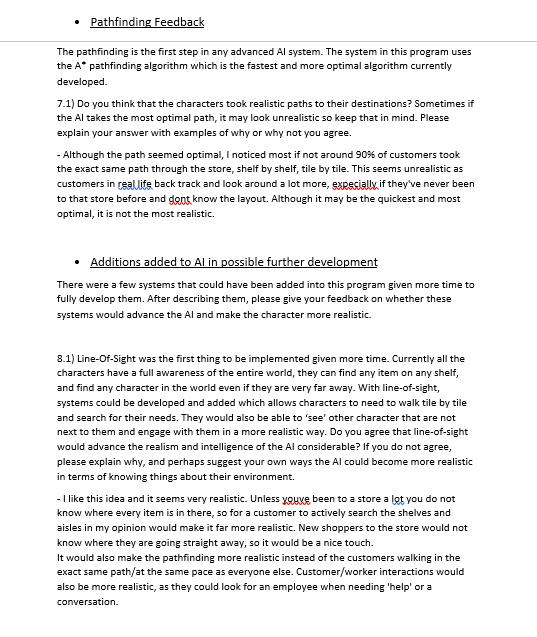 • Pathfinding Feedback
The pathfinding is the first step in any advanced AI system. The system in this program uses
the A* pathfinding algorithm which is the fastest and more optimal algorithm currently
developed.
7.1) Do you think that the characters took realistic paths to their destinations? Sometimes if
the AI takes the most optimal path, it may look unrealistic so keep that in mind. Please
explain your answer with examples of why or why not you agree.
- Although the path seemed optimal, I noticed most if not around 90% of customers took
the exact same path through the store, shelf by shelf, tile by tile. This seems unrealistic as
customers in real life back track and look around a lot more, expecially if they've never been
to that store before and dont know the layout. Although it may be the quickest and most
optimal, it is not the most realistic.
• Additions added to AI in possible further development
There were a few systems that could have been added into this program given more time to
fully develop them. After describing them, please give your feedback on whether these
systems would advance the AI and make the character more realistic.
8.1) Line-Of-Sight was the first thing to be implemented given more time. Currently all the
characters have a full awareness of the entire world, they can find any item on any shelf,
and find any character in the world even if they are very far away. With line-of-sight,
systems could be developed and added which allows characters to need to walk tile by tile
and search for their needs. They would also be able to ‘see’ other character that are not
next to them and engage with them in a more realistic way. Do you agree that line-of-sight
would advance the realism and intelligence of the AI considerable? If you do not agree,
please explain why, and perhaps suggest your own ways the AI could become more realistic
in terms of knowing things about their environment.
- I like this idea and it seems very realistic. Unless youve been to a store a lot you do not
know where every item is in there, so for a customer to actively search the shelves and
aisles in my opinion would make it far more realistic. New shoppers to the store would not
know where they are going straight away, so it would be a nice touch.
It would also make the pathfinding more realistic instead of the customers walking in the
exact same path/at the same pace as everyone else. Customer/worker interactions would
also be more realistic, as they could look for an employee when needing 'help' or a
conversation.